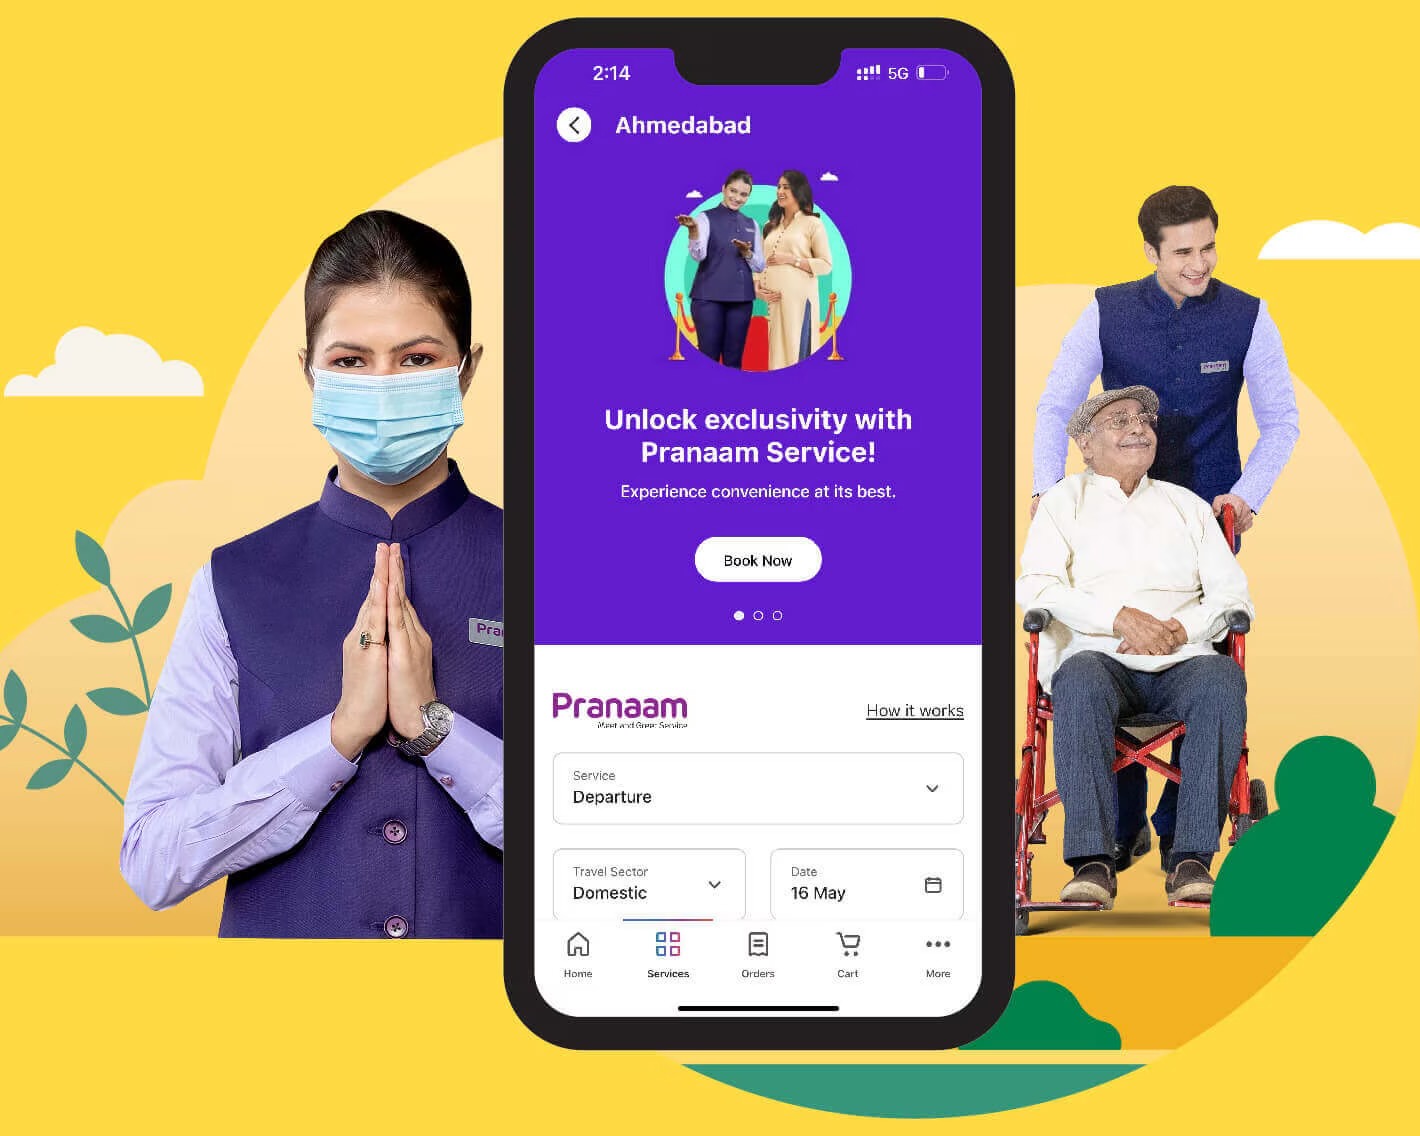 2:14
5G
Ahmedabad
Unlock exclusivity with
Pranaam Service!
Experience convenience at its best.
Book Now
Pra
Pranaam
Meet and Greet Service
How it works
Service
Departure
Travel Sector
Domestic
Date
16 May
Home
Services
Orders
Cart
More
Pranaam